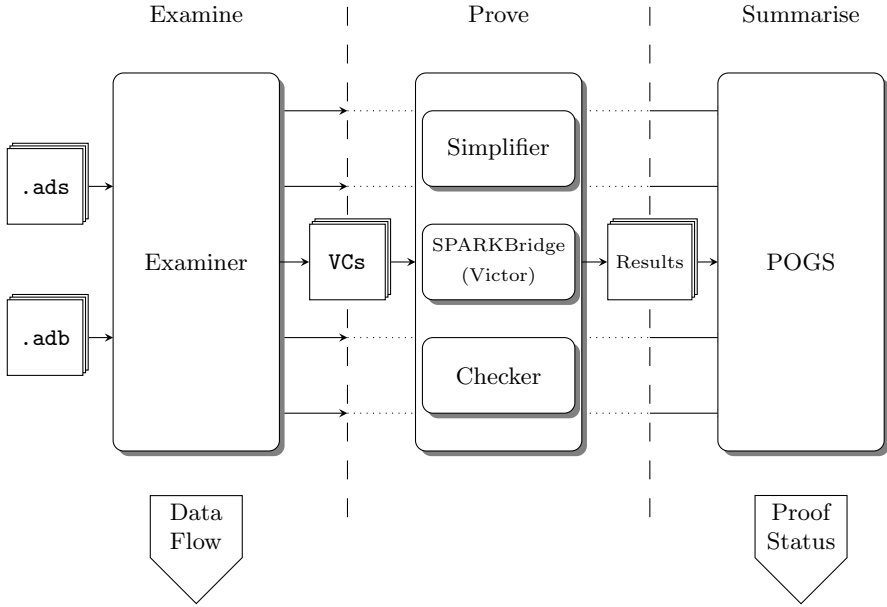 Examine
Prove
Summarise
.ads
.adb
Examiner
VCs
Simplifier
SPARKBridge
(Victor)
Checker
Results
POGS
Data
Flow
Proof
Status